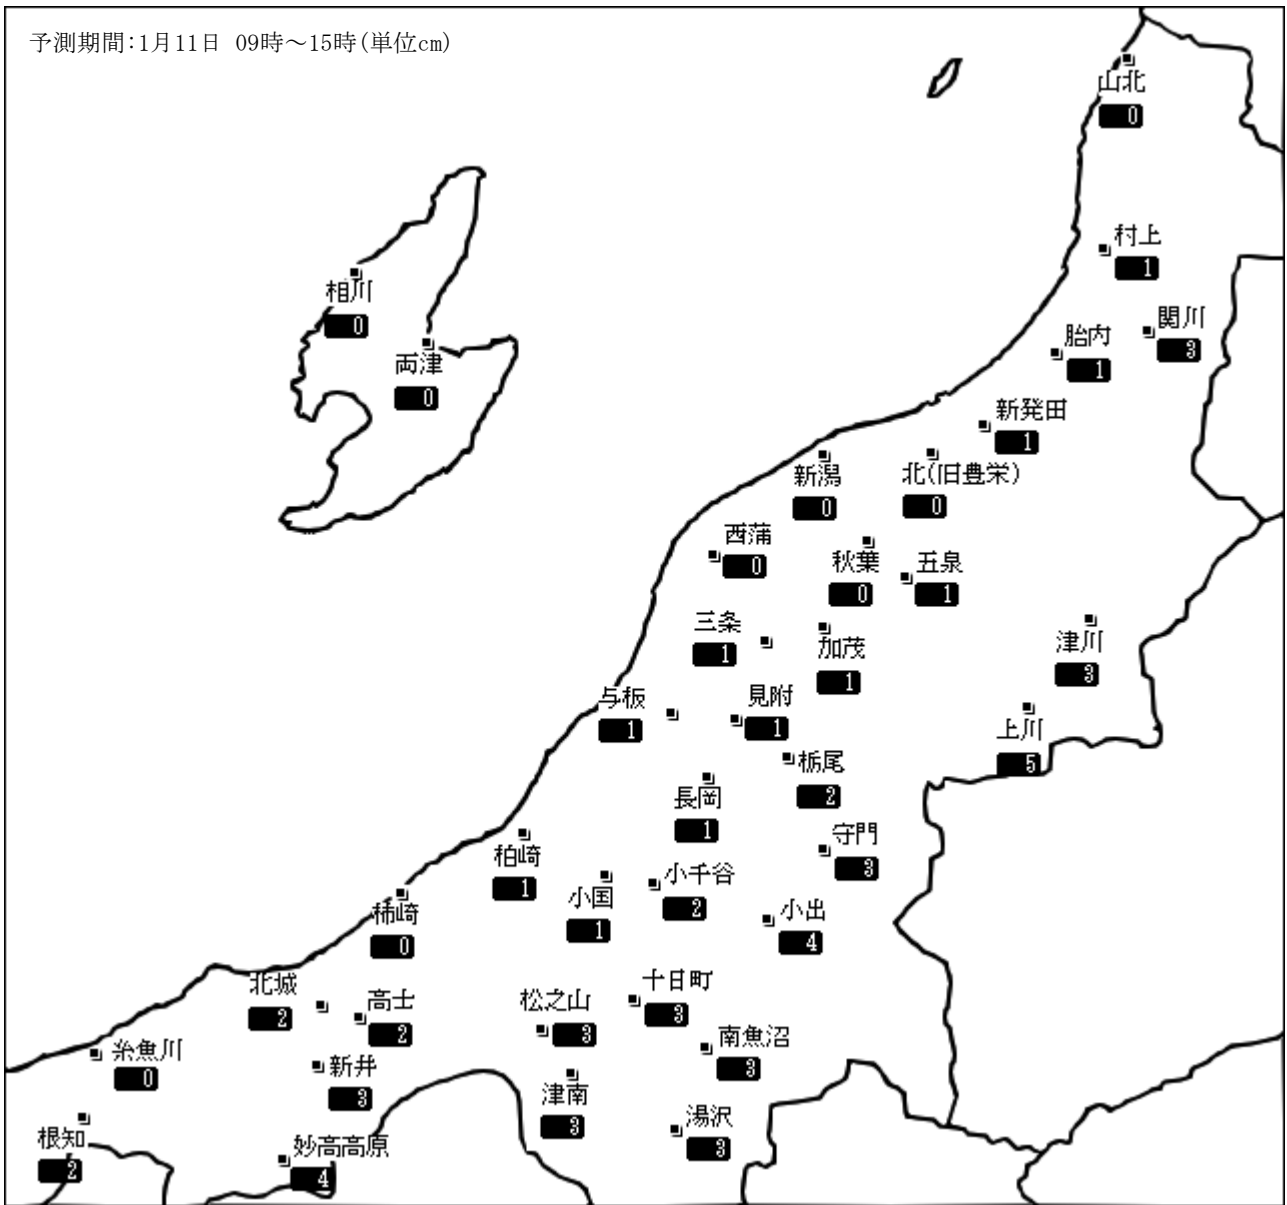 予測期間:1月11日 09時～15時(単位cm)
山北
0
村上
1
相川
0
関川
3
胎内
1
両津
0
新発田
1
新潟
0
北(旧豊栄)
0
西蒲
0
秋葉
0
五泉
1
三条
1
加茂
1
津川
3
与板
1
見附
1
上川
5
栃尾
2
長岡
1
守門
3
柏崎
1
小千谷
2
小国
1
小出
4
柿崎
0
北城
2
高士
2
松之山
3
十日町
3
南魚沼
3
糸魚川
0
新井
3
津南
3
湯沢
3
根知
2
妙高高原
4